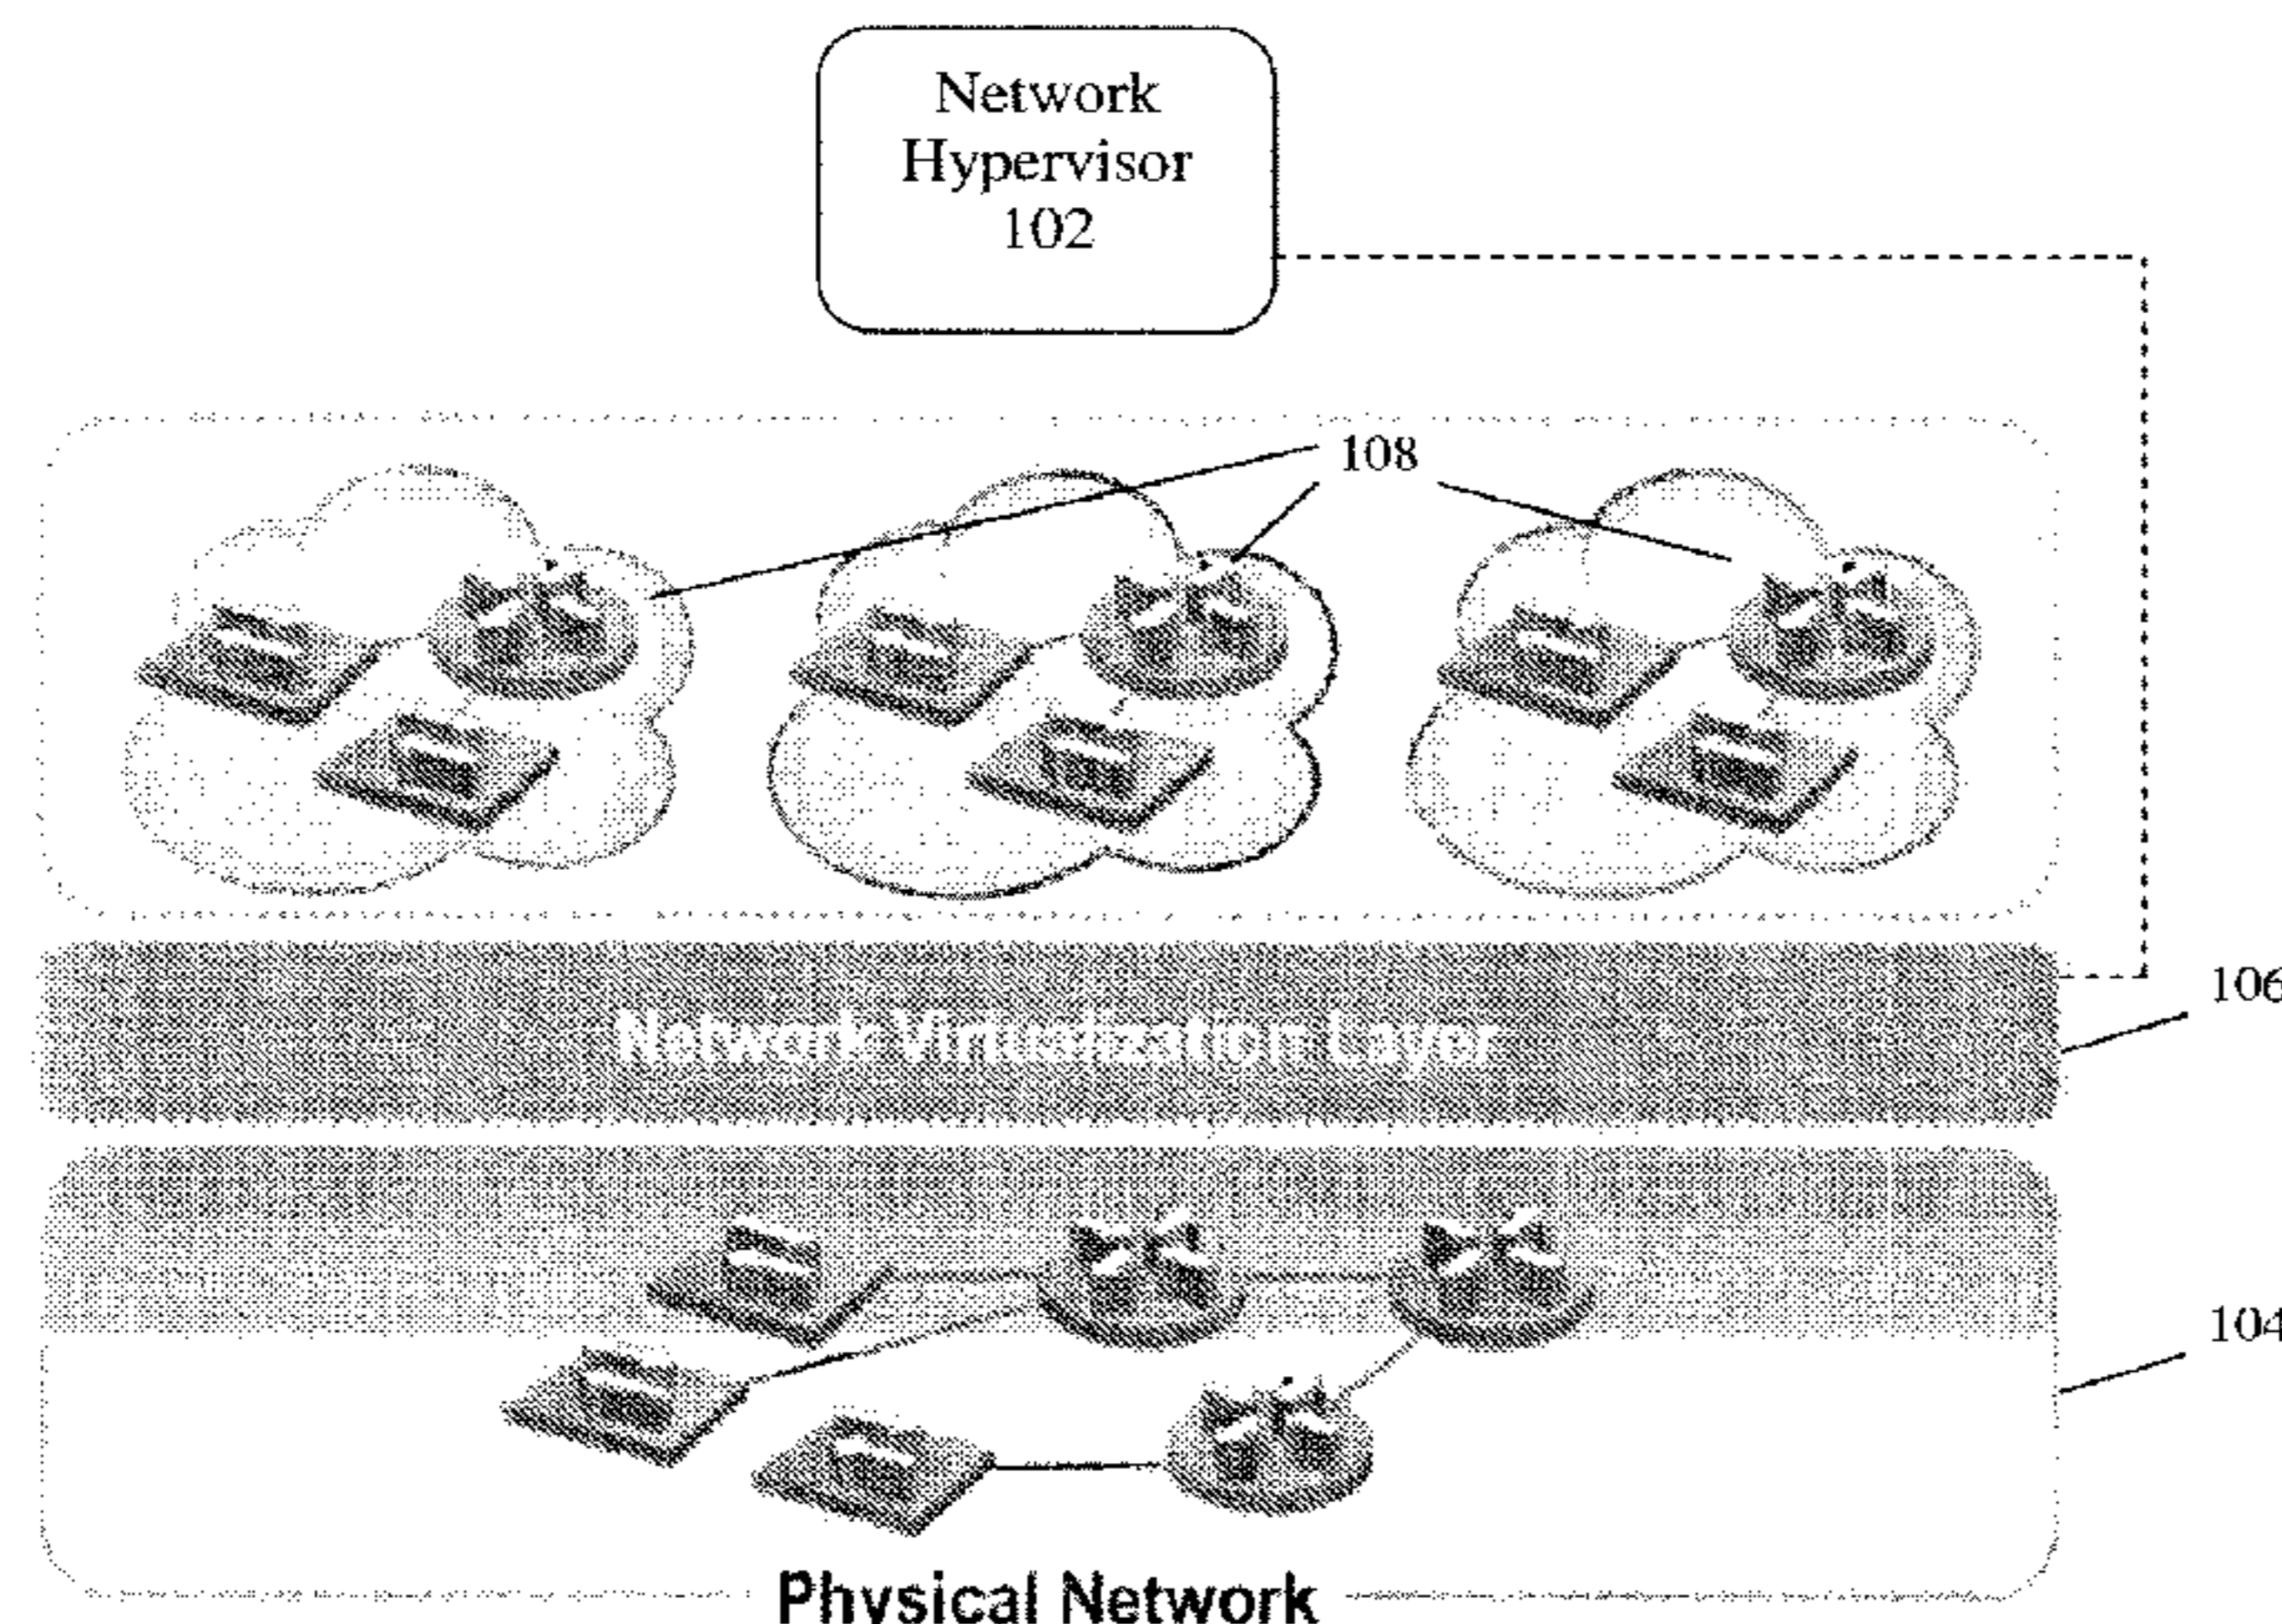 Network
Hypervisor
102
108
106
Network Virtualization Layer
104
Physical Network